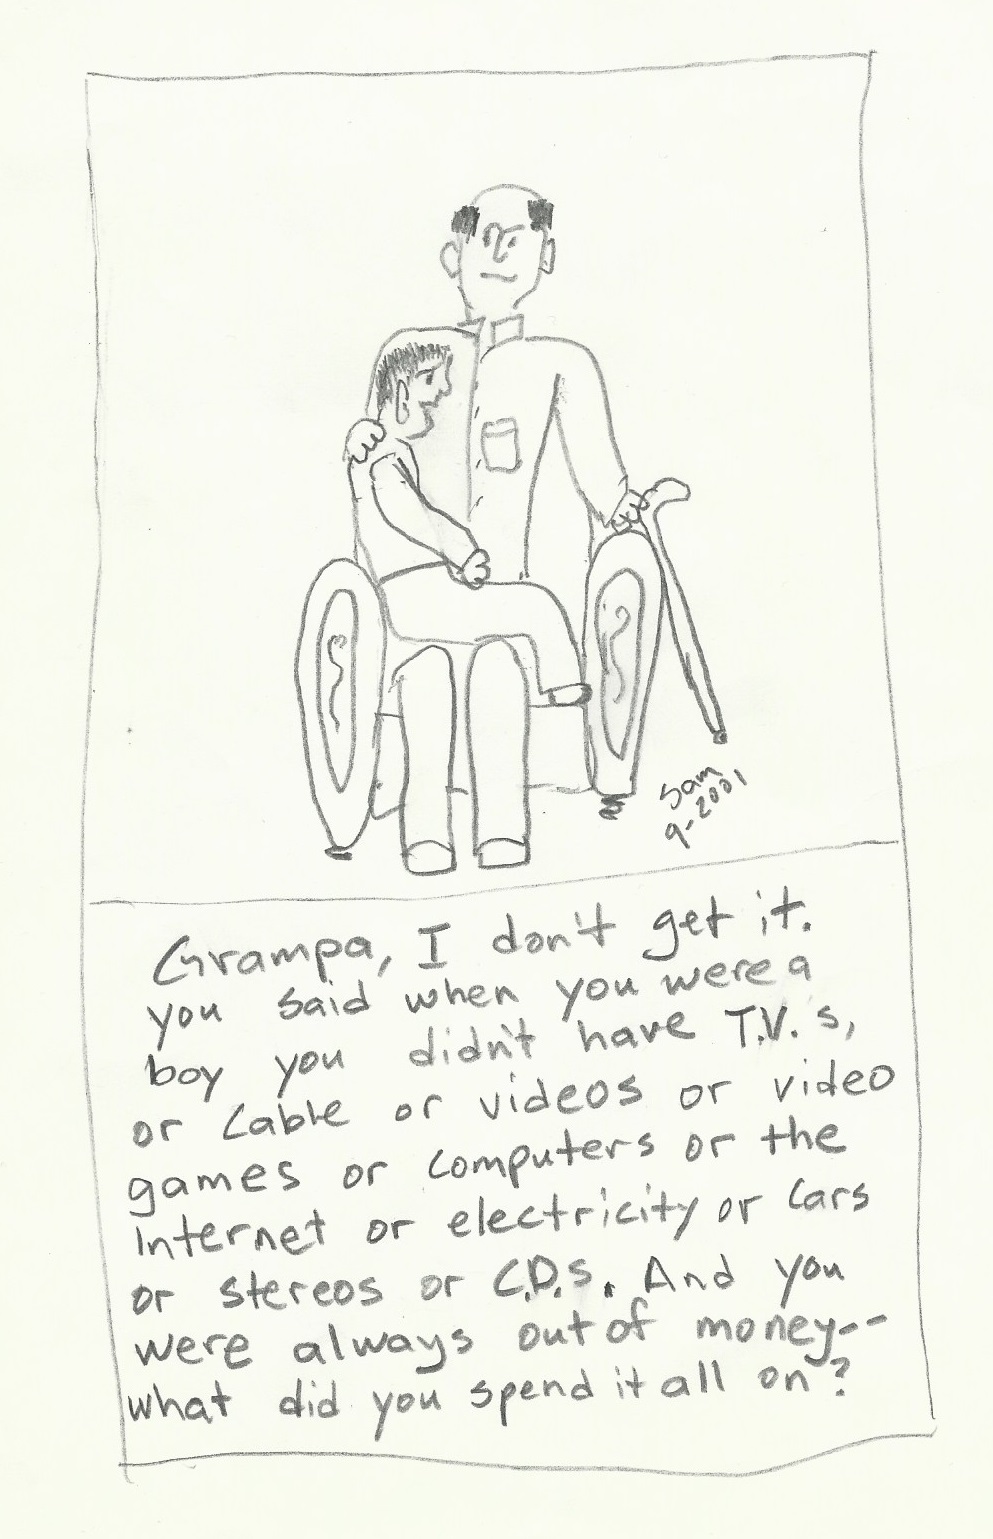 Sam
9-2001
Grampa, I don't get it.
you said when you were a
boy you didn't have T.V.'s,
or cable or videos or video
games or computers or the
Internet or electricity or cars
or stereos or C.D.s. And you
were always out of money--
what did you spend it all on?